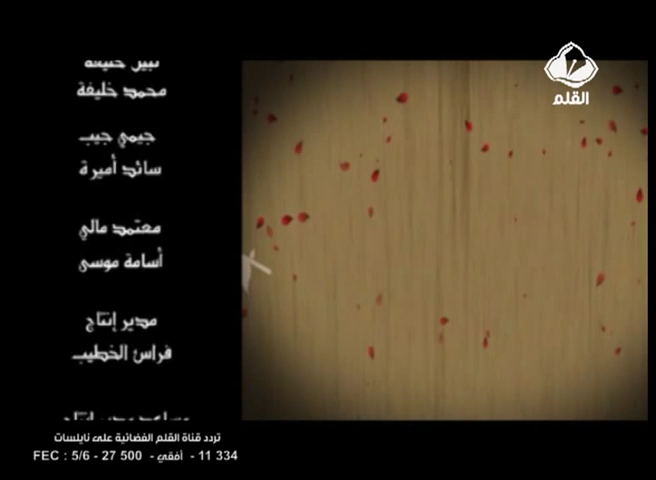 محمد خليفة
جيمي جيب
سائد أميرة
معتمد مالي
أسامة موسى
مدير إنتاج
فراس الخطيب
القلم
تردد قناة القلم الفضائية على نايلسات
FEC : 5/6 - 27 500 - أفقي - 11 334